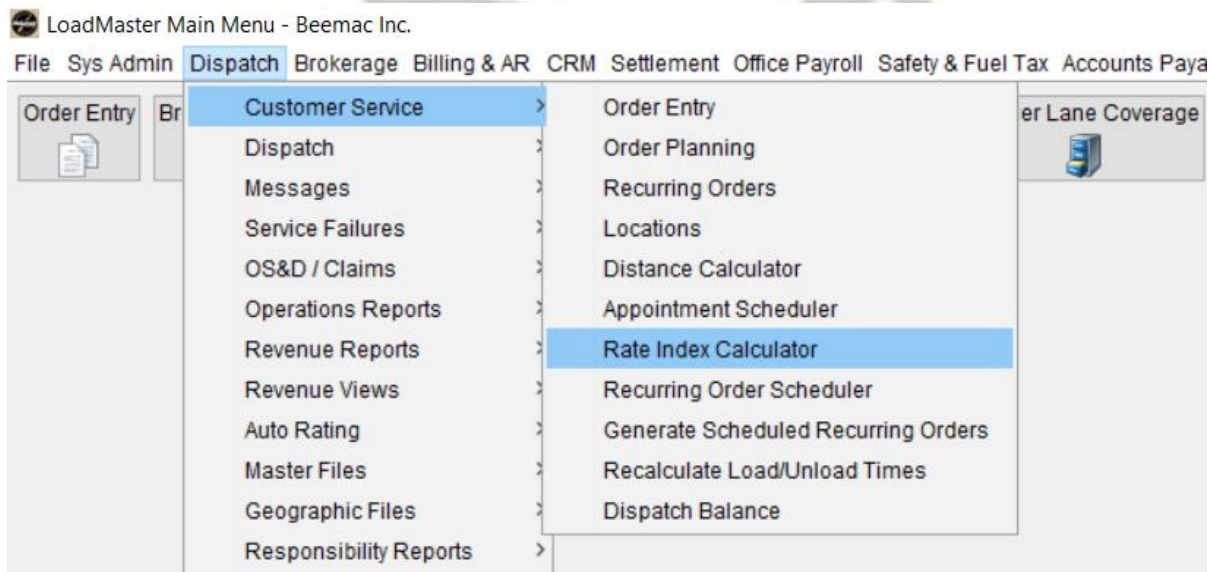 LoadMaster Main Menu - Beemac Inc.
File Sys Admin Dispatch Brokerage Billing & AR CRM Settlement Office Payroll Safety & Fuel Tax Accounts Paya
Order Entry Br er Lane Coverage
Customer Service
Dispatch
Messages
Service Failures
OS&D / Claims
Operations Reports
Revenue Reports
Revenue Views
Auto Rating
Master Files
Geographic Files
Responsibility Reports
Order Entry
Order Planning
Recurring Orders
Locations
Distance Calculator
Appointment Scheduler
Rate Index Calculator
Recurring Order Scheduler
Generate Scheduled Recurring Orders
Recalculate Load/Unload Times
Dispatch Balance